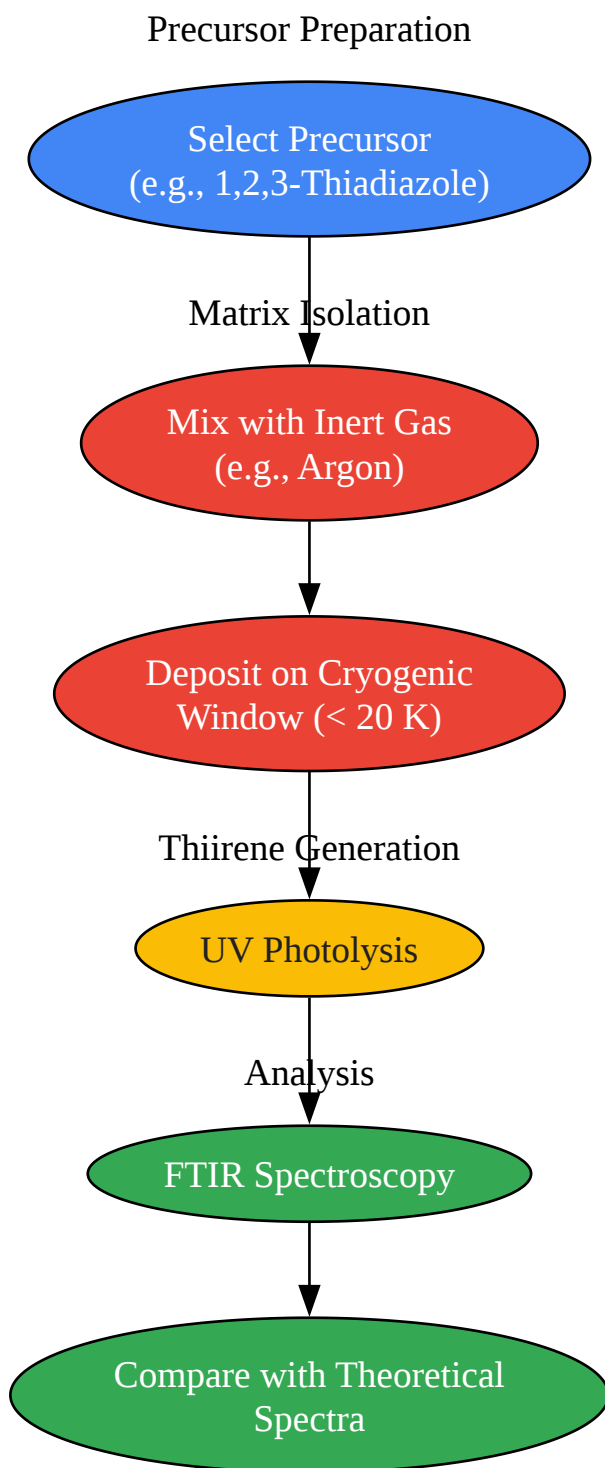 Precursor Preparation
Select Precursor
(e.g., 1,2,3-Thiadiazole)
Matrix Isolation
Mix with Inert Gas
(e.g., Argon)
Deposit on Cryogenic
Window (< 20 K)
Thiirene Generation
UV Photolysis
Analysis
FTIR Spectroscopy
Compare with Theoretical
Spectra